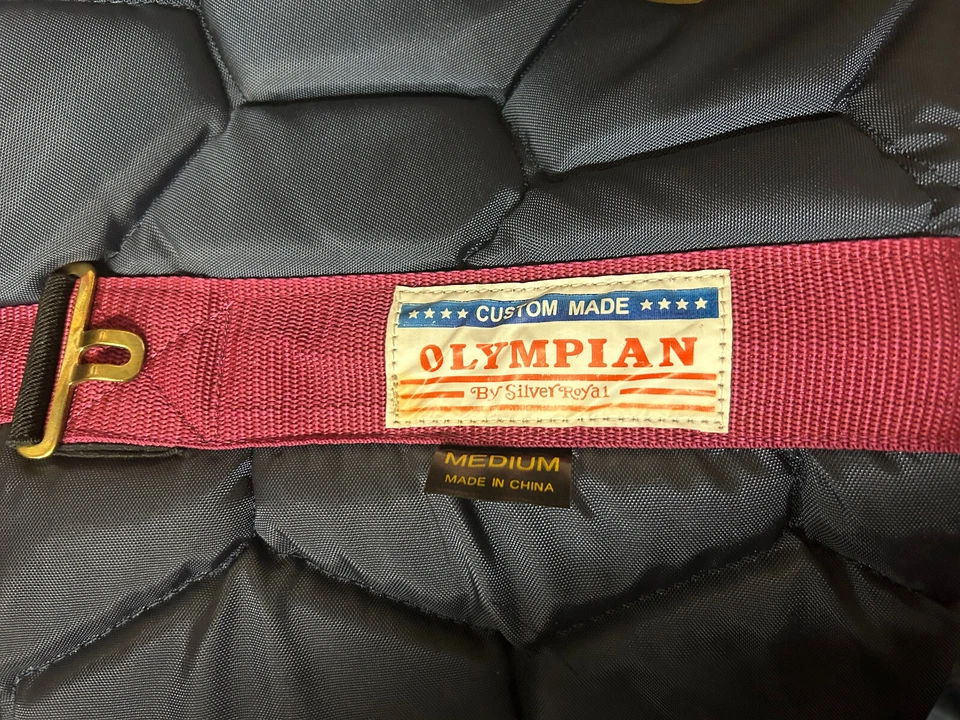 ★★★★ CUSTOM MADE ★★★★
OLYMPIAN
By Silver Royal
MEDIUM
MADE IN CHINA